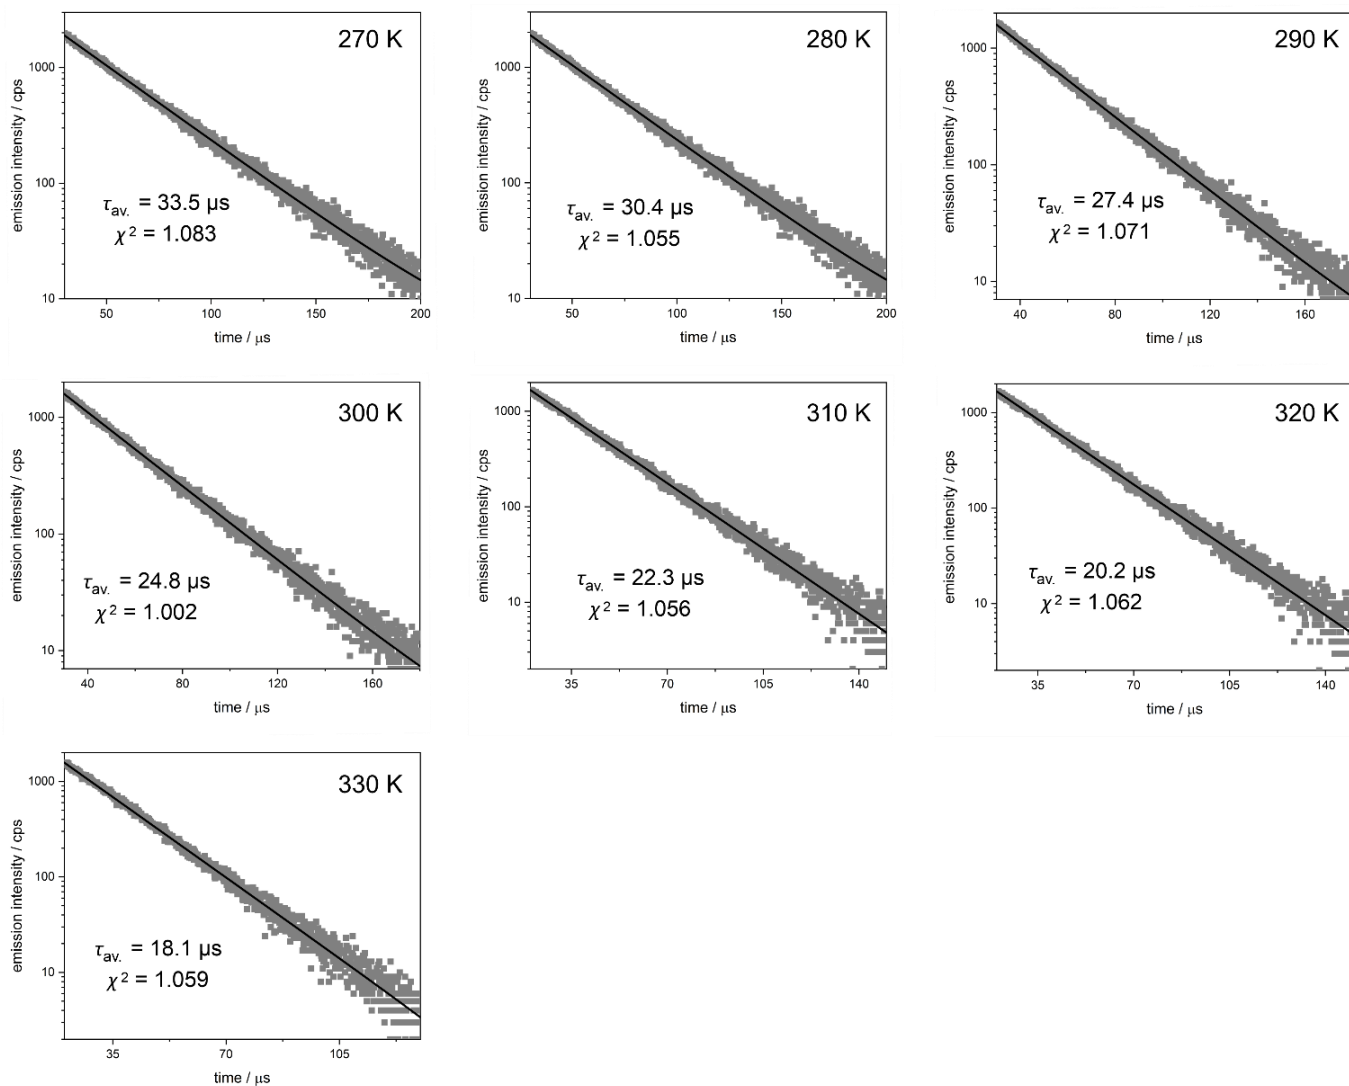 270 K
emission intensity / cps
1000
100
10
τav. = 33.5 μs
χ² = 1.083
50
100
150
200
time / μs
280 K
emission intensity / cps
1000
100
10
τav. = 30.4 μs
χ² = 1.055
50
100
150
200
time / μs
290 K
emission intensity / cps
1000
100
10
τav. = 27.4 μs
χ² = 1.071
40
80
120
160
time / μs
300 K
emission intensity / cps
1000
100
10
τav. = 24.8 μs
χ² = 1.002
40
80
120
160
time / μs
310 K
emission intensity / cps
1000
100
10
τav. = 22.3 μs
χ² = 1.056
35
70
105
140
time / μs
320 K
emission intensity / cps
1000
100
10
τav. = 20.2 μs
χ² = 1.062
35
70
105
140
time / μs
330 K
emission intensity / cps
1000
100
10
τav. = 18.1 μs
χ² = 1.059
35
70
105
time / μs